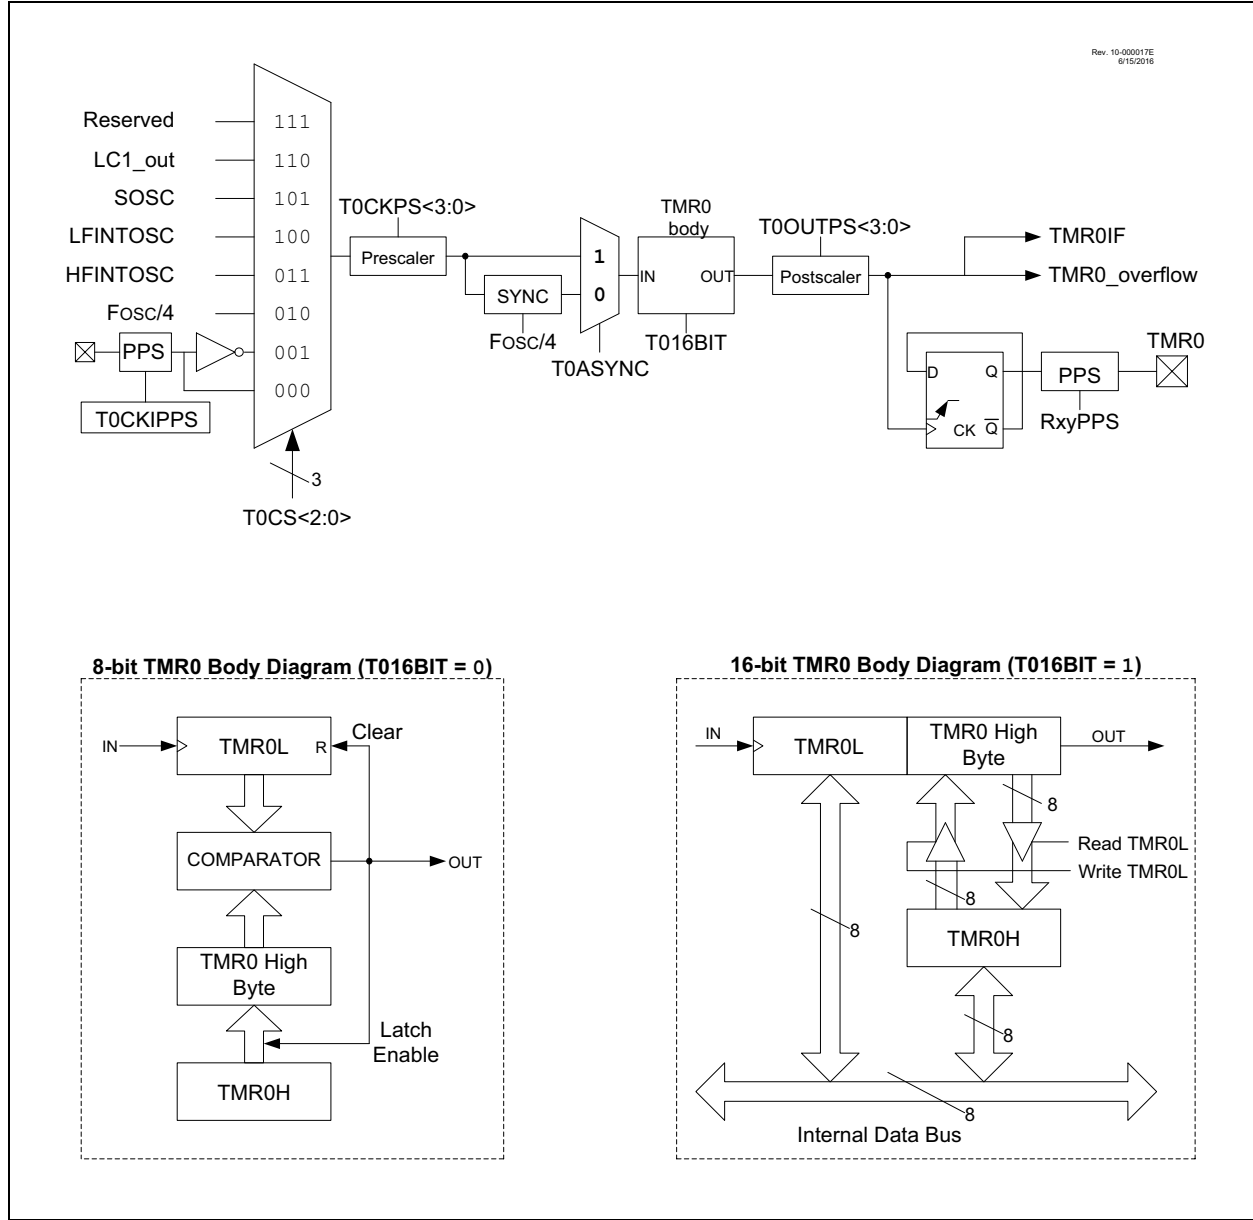 Rev. 10-000017E
6/15/2016
Reserved
111
LC1_out
110
SOSC
101
LFINTOSC
100
HFINTOSC
011
FOSC/4
010
PPS
001
000
T0CKIPPS
3
T0CS<2:0>
T0CKPS<3:0>
Prescaler
SYNC
FOSC/4
1
0
T0ASYNC
TMR0
body
IN
OUT
T016BIT
T0OUTPS<3:0>
Postscaler
TMR0IF
TMR0_overflow
D
Q
CK
Q
PPS
RxyPPS
TMR0
8-bit TMR0 Body Diagram (T016BIT = 0)
IN
TMR0L
R
Clear
COMPARATOR
OUT
TMR0 High
Byte
Latch
Enable
TMR0H
16-bit TMR0 Body Diagram (T016BIT = 1)
IN
TMR0L
TMR0 High
Byte
OUT
8
Read TMR0L
Write TMR0L
8
8
TMR0H
8
8
Internal Data Bus